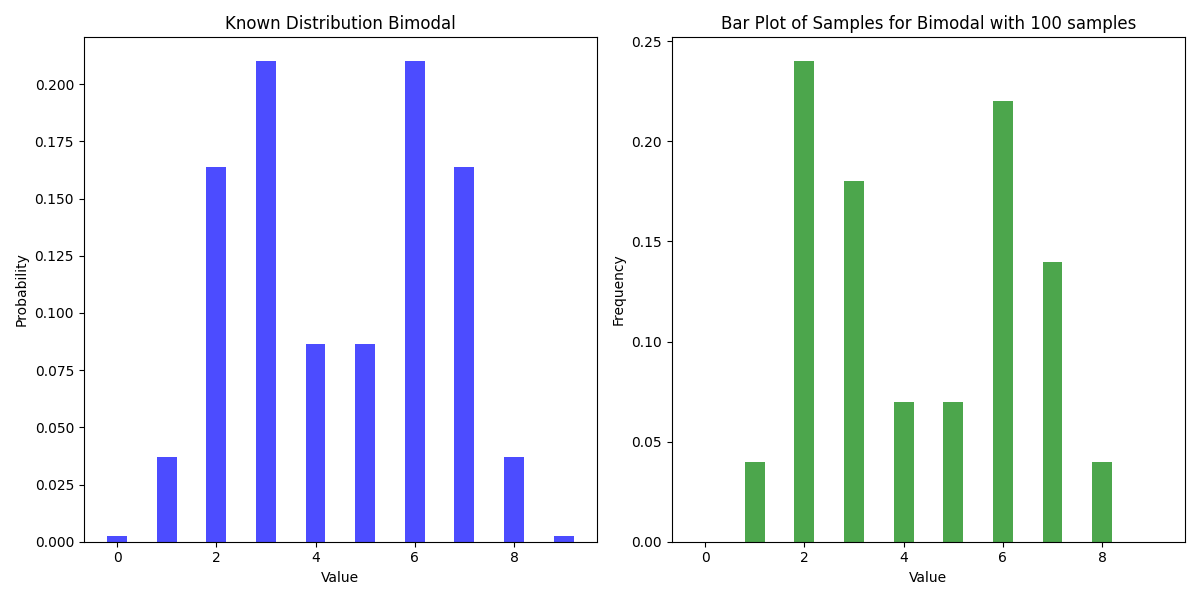 Known Distribution Bimodal
0.200
0.175
0.150
0.125
0.100
0.075
0.050
0.025
0.000
Probability
0 2 4 6 8
Value
Bar Plot of Samples for Bimodal with 100 samples
0.25
0.20
0.15
0.10
0.05
0.00
Frequency
0 2 4 6 8
Value